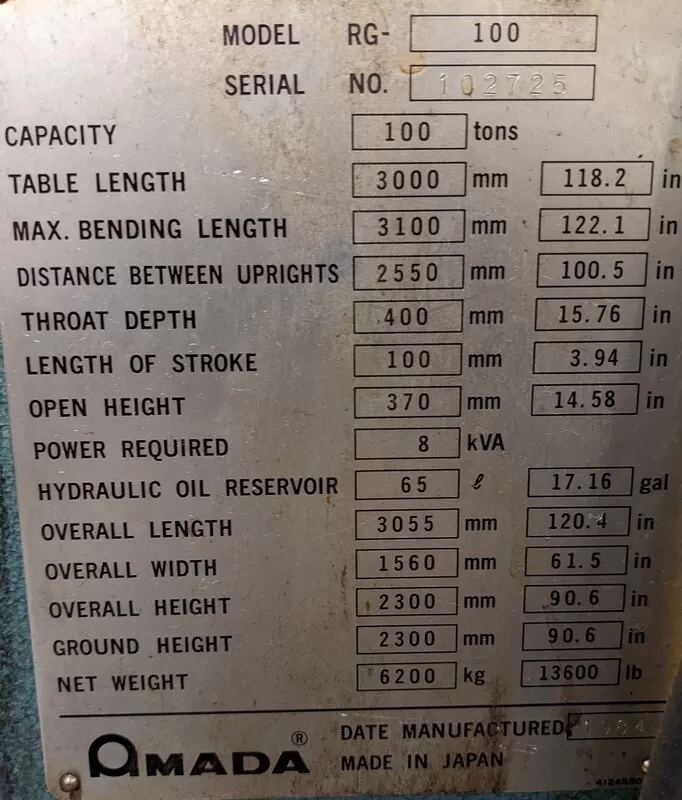 MODEL RG- 100
SERIAL NO. 102725
CAPACITY 100 tons
TABLE LENGTH 3000 mm 118.2 in
MAX. BENDING LENGTH 3100 mm 122.1 in
DISTANCE BETWEEN UPRIGHTS 2550 mm 100.5 in
THROAT DEPTH 400 mm 15.76 in
LENGTH OF STROKE 100 mm 3.94 in
OPEN HEIGHT 370 mm 14.58 in
POWER REQUIRED 8 kVA
HYDRAULIC OIL RESERVOIR 65 ℓ 17.16 gal
OVERALL LENGTH 3055 mm 120.4 in
OVERALL WIDTH 1560 mm 61.5 in
OVERALL HEIGHT 2300 mm 90.6 in
GROUND HEIGHT 2300 mm 90.6 in
NET WEIGHT 6200 kg 13600 lb
AMADA® DATE MANUFACTURED
MADE IN JAPAN